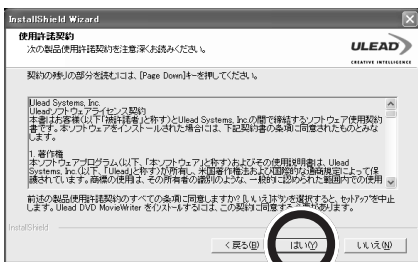 InstallShield Wizard
使用許諾契約
次の製品使用許諾契約を注意深くお読みください。
ULEAD
CREATIVE INTELLIGENCE
契約の残りの部分を読むには、[Page Down]キーを押してください。
Ulead Systems, Inc.
Uleadソフトウェアライセンス契約
本書はお客様(以下「被許諾者」と称す)とUlead Systems, Inc.の間で締結するソフトウェア使用契約
書です。本ソフトウェアをインストールされた場合には、下記契約書の条項に同意されたものとみな
します。
1. 著作権
本ソフトウェアプログラム(以下、「本ソフトウェア」と称す)およびその使用説明書は、Ulead
Systems, Inc.(以下、「Ulead」と称す)が所有し、米国著作権法および国際的な通商規定によって保
護されています。商標の使用は、その所有者の識別のような、一般的に認められた範囲内での使用
前述の製品使用許諾契約のすべての条項に同意しますか? [いいえ]ボタンを選択すると、セットアップを中止
します。Ulead DVD MovieWriter をインストールするには、この契約に同意する必要があります。
InstallShield
< 戻る(B)
はい(Y)
いいえ(N)